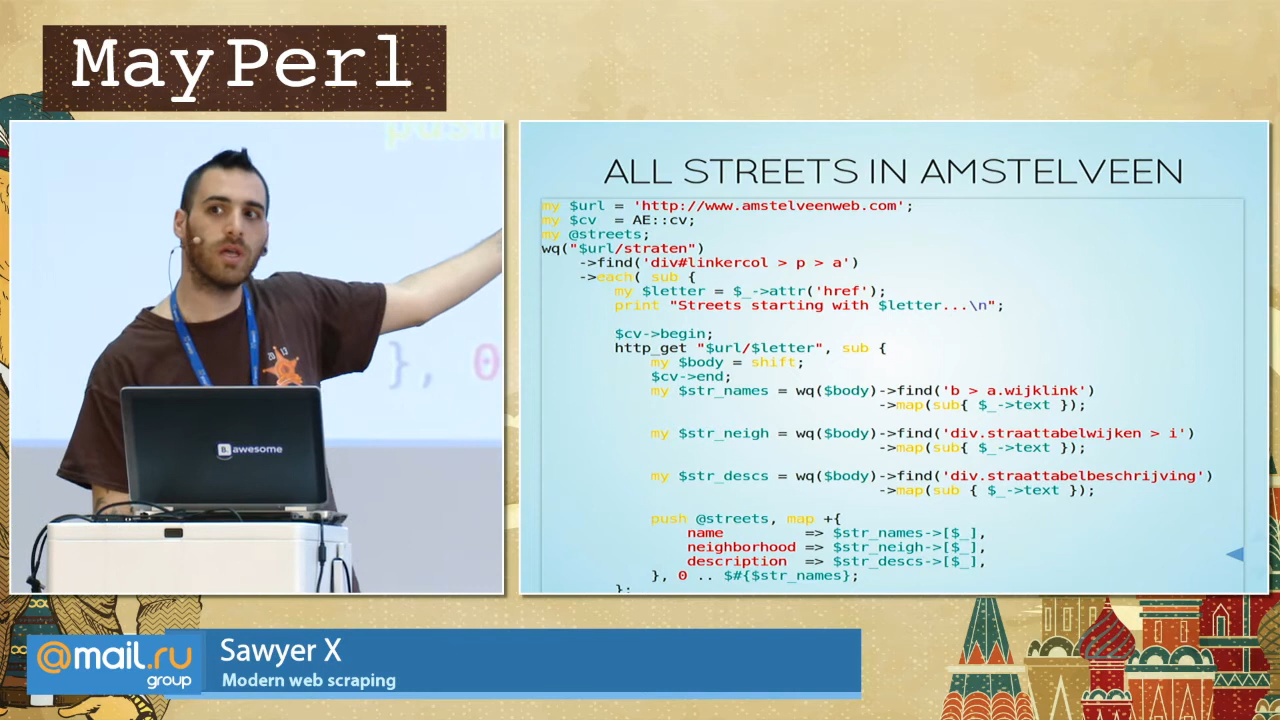 MayPerl
push
}, 0
2013
B. awesome
ALL STREETS IN AMSTELVEEN
my $url = 'http://www.amstelveenweb.com';
my $cv  = AE::cv;
my @streets;
wq("$url/straten")
    ->find('div#linkercol > p > a')
    ->each( sub {
        my $letter = $_->attr('href');
        print "Streets starting with $letter...\n";
        $cv->begin;
        http_get "$url/$letter", sub {
            my $body = shift;
            $cv->end;
            my $str_names = wq($body)->find('b > a.wijklink')
                                     ->map(sub{ $_->text });
            my $str_neigh = wq($body)->find('div.straattabelwijken > i')
                                     ->map(sub{ $_->text });
            my $str_descs = wq($body)->find('div.straattabelbeschrijving')
                                     ->map(sub { $_->text });
            push @streets, map +{
                name         => $str_names->[$_],
                neighborhood => $str_neigh->[$_],
                description  => $str_descs->[$_],
            }, 0 .. $#{$str_names};
        };
@mail.ru
group
Sawyer X
Modern web scraping